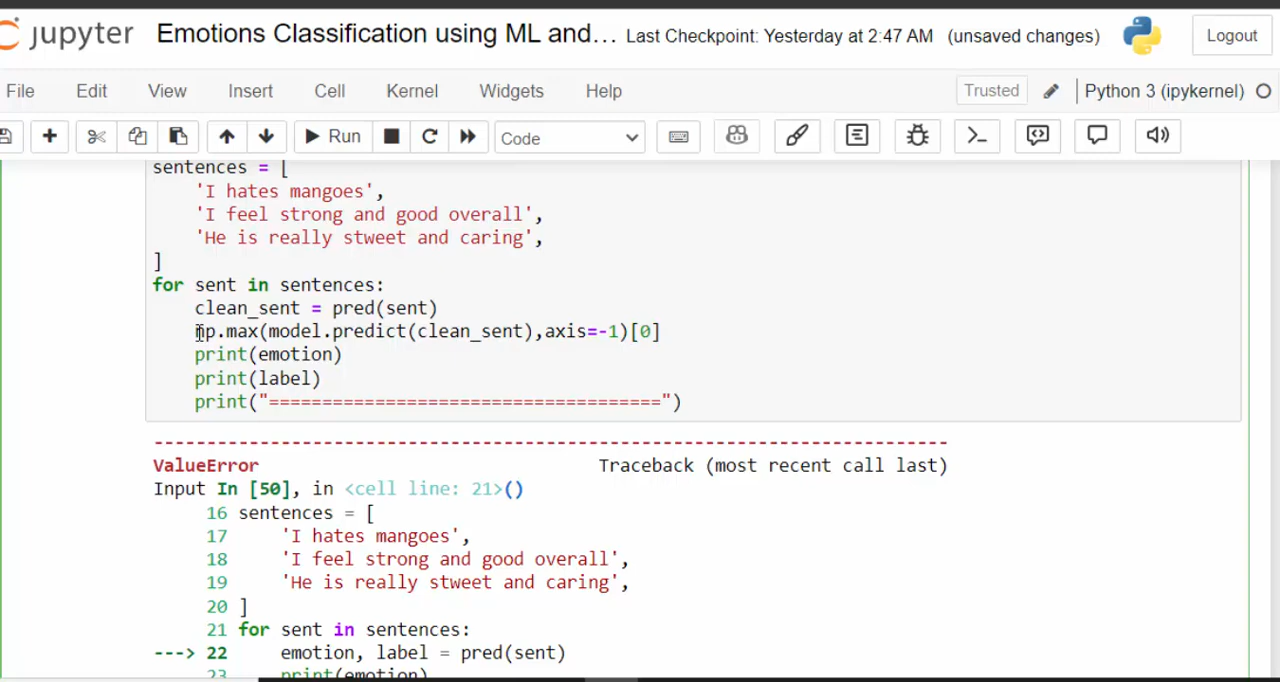 jupyter Emotions Classification using ML and... Last Checkpoint: Yesterday at 2:47 AM (unsaved changes) Logout
File Edit View Insert Cell Kernel Widgets Help Trusted Python 3 (ipykernel)
Run Code
sentences = [
'I hates mangoes',
'I feel strong and good overall',
'He is really stweet and caring',
]
for sent in sentences:
clean_sent = pred(sent)
np.max(model.predict(clean_sent),axis=-1)[0]
print(emotion)
print(label)
print("=====================================")
---------------------------------------------------------------------------
ValueError Traceback (most recent call last)
Input In [50], in <cell line: 21>()
16 sentences = [
17 'I hates mangoes',
18 'I feel strong and good overall',
19 'He is really stweet and caring',
20 ]
21 for sent in sentences:
---> 22 emotion, label = pred(sent)
23 print(emotion)